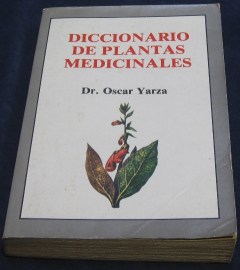 DICCIONARIO
DE PLANTAS
MEDICINALES
Dr. Oscar Yarza